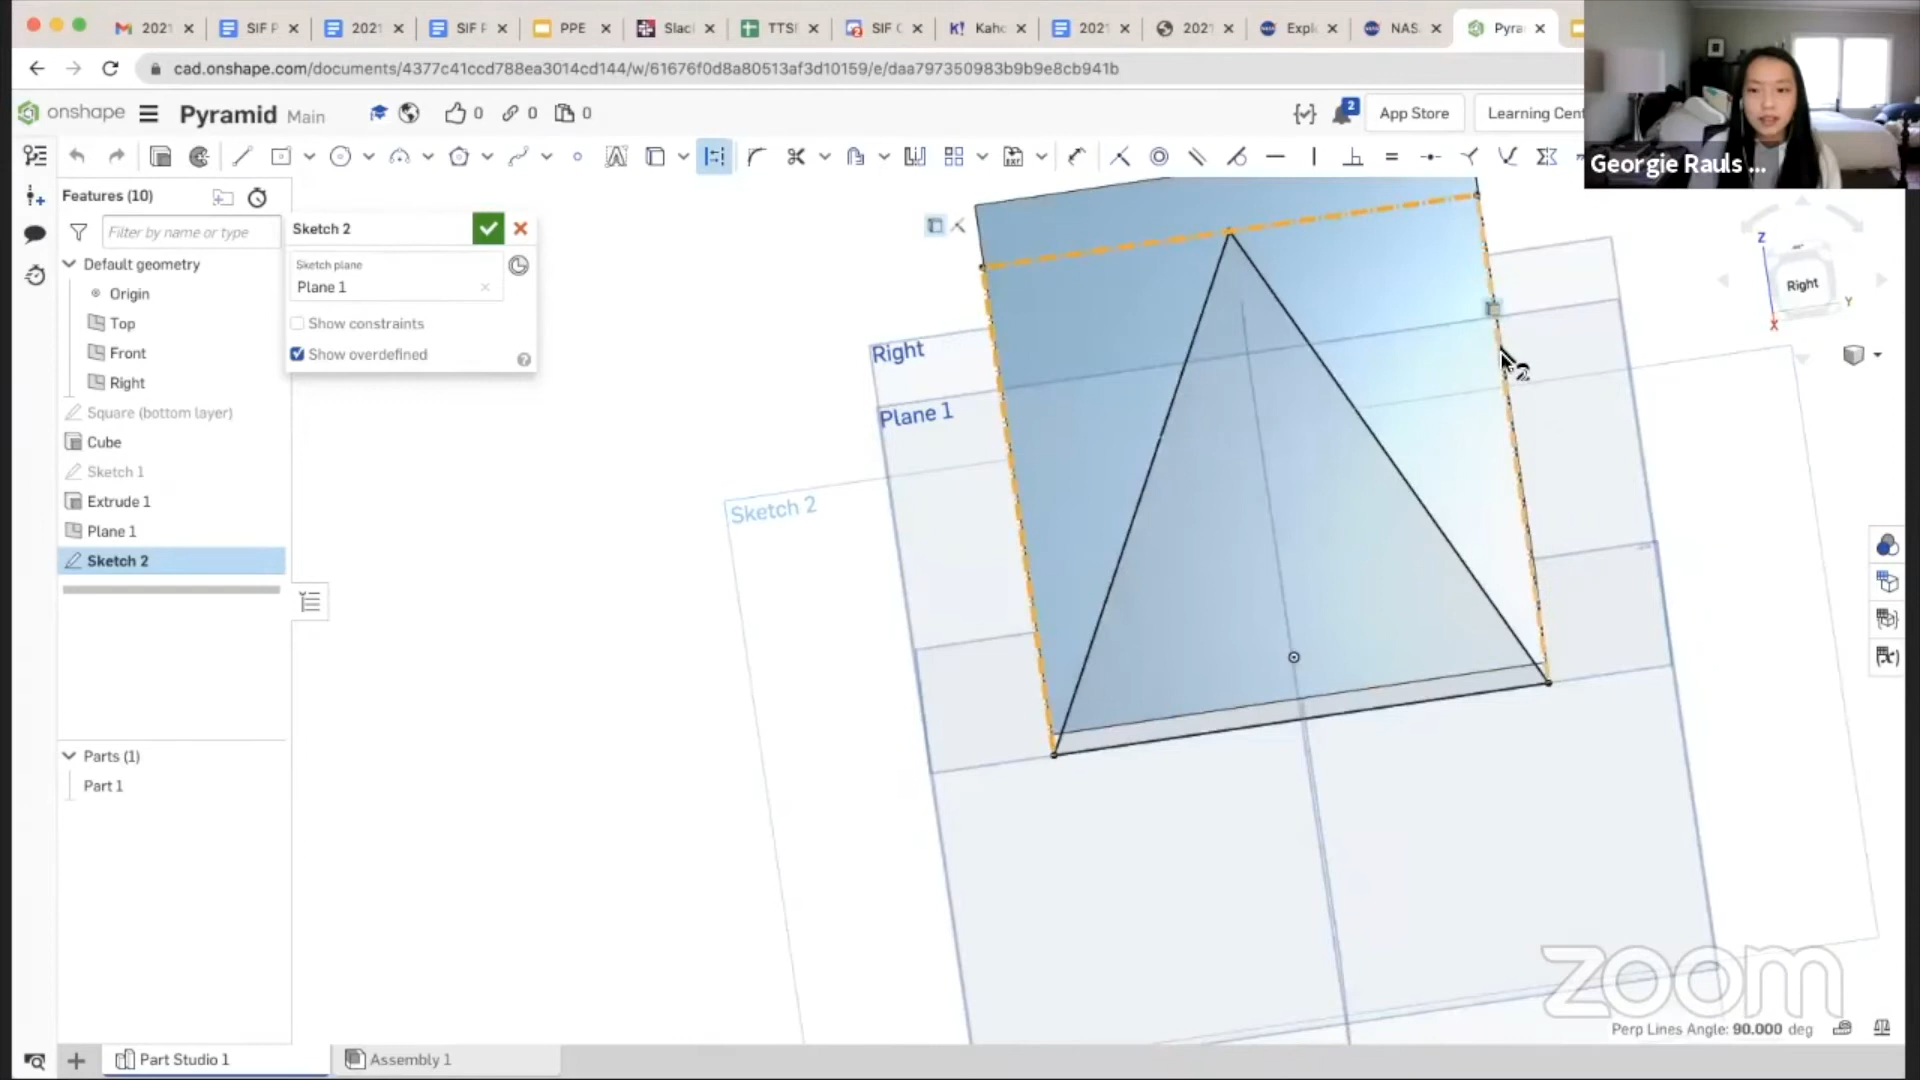 2021
SIF P
2021
SIF P
PPE
Slac
TTSI
SIF C
Kaho
2021
2021
Expl
NAS
Pyra
cad.onshape.com/documents/4377c41ccd788ea3014cd144/w/61676f0d8a80513af3d10159/e/daa797350983b9b9e8cb941b
onshape
Pyramid Main
0
0
0
2
App Store
Learning Cent
Georgie Rauls ...
Features (10)
Filter by name or type
Default geometry
Origin
Top
Front
Right
Square (bottom layer)
Cube
Sketch 1
Extrude 1
Plane 1
Sketch 2
Parts (1)
Part 1
Sketch 2
Sketch plane
Plane 1
Show constraints
Show overdefined
Right
Plane 1
Sketch 2
Z
Right
Y
X
zoom
Perp Lines Angle: 90.000 deg
Part Studio 1
Assembly 1